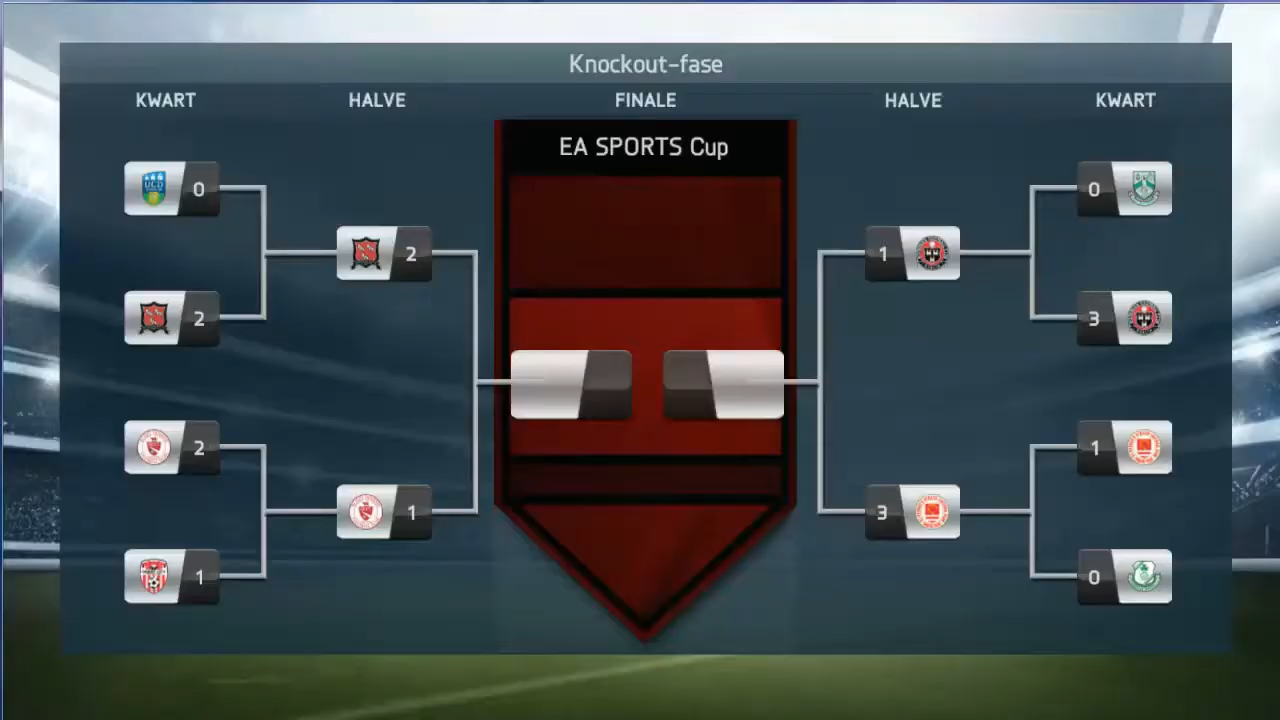 Knockout-fase
KWART HALVE FINALE HALVE KWART
EA SPORTS Cup
UCD 0
0
2 1
2
3
2
1
1 3
1
0